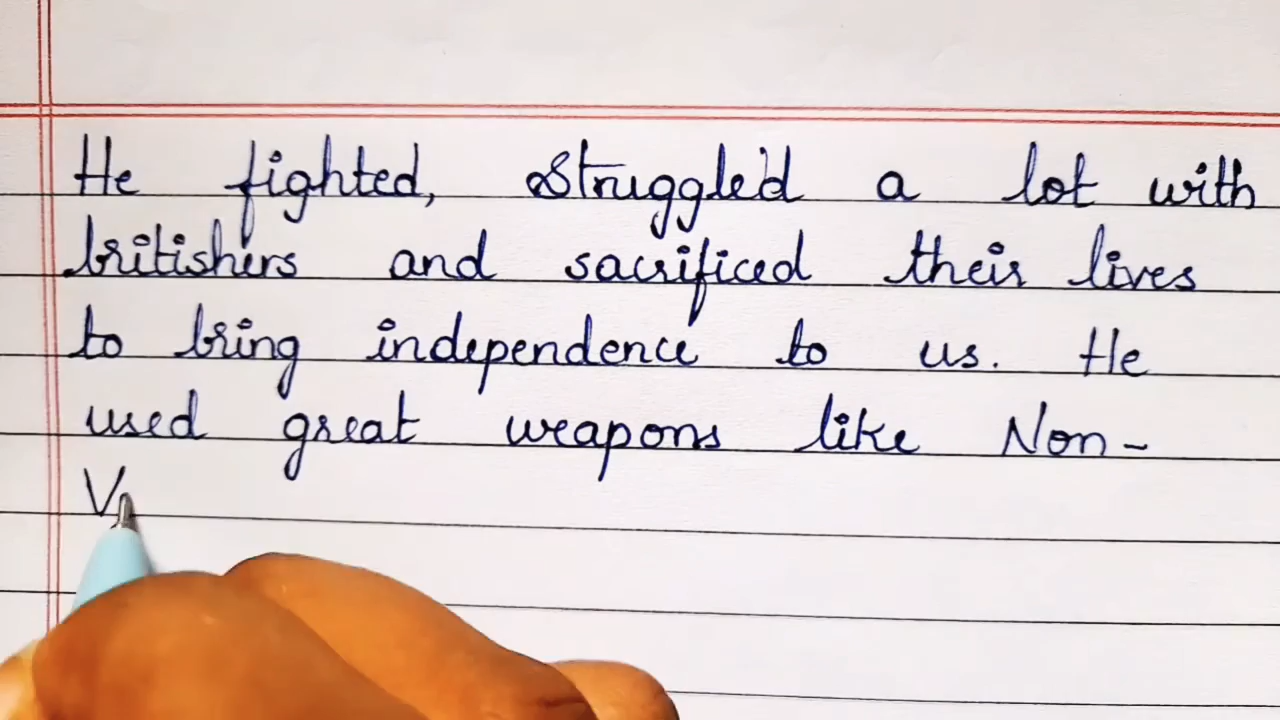 He fighted, Struggled a lot with
britishers and sacrificed their lives
to bring independence to us. He
used great weapons like Non-
V